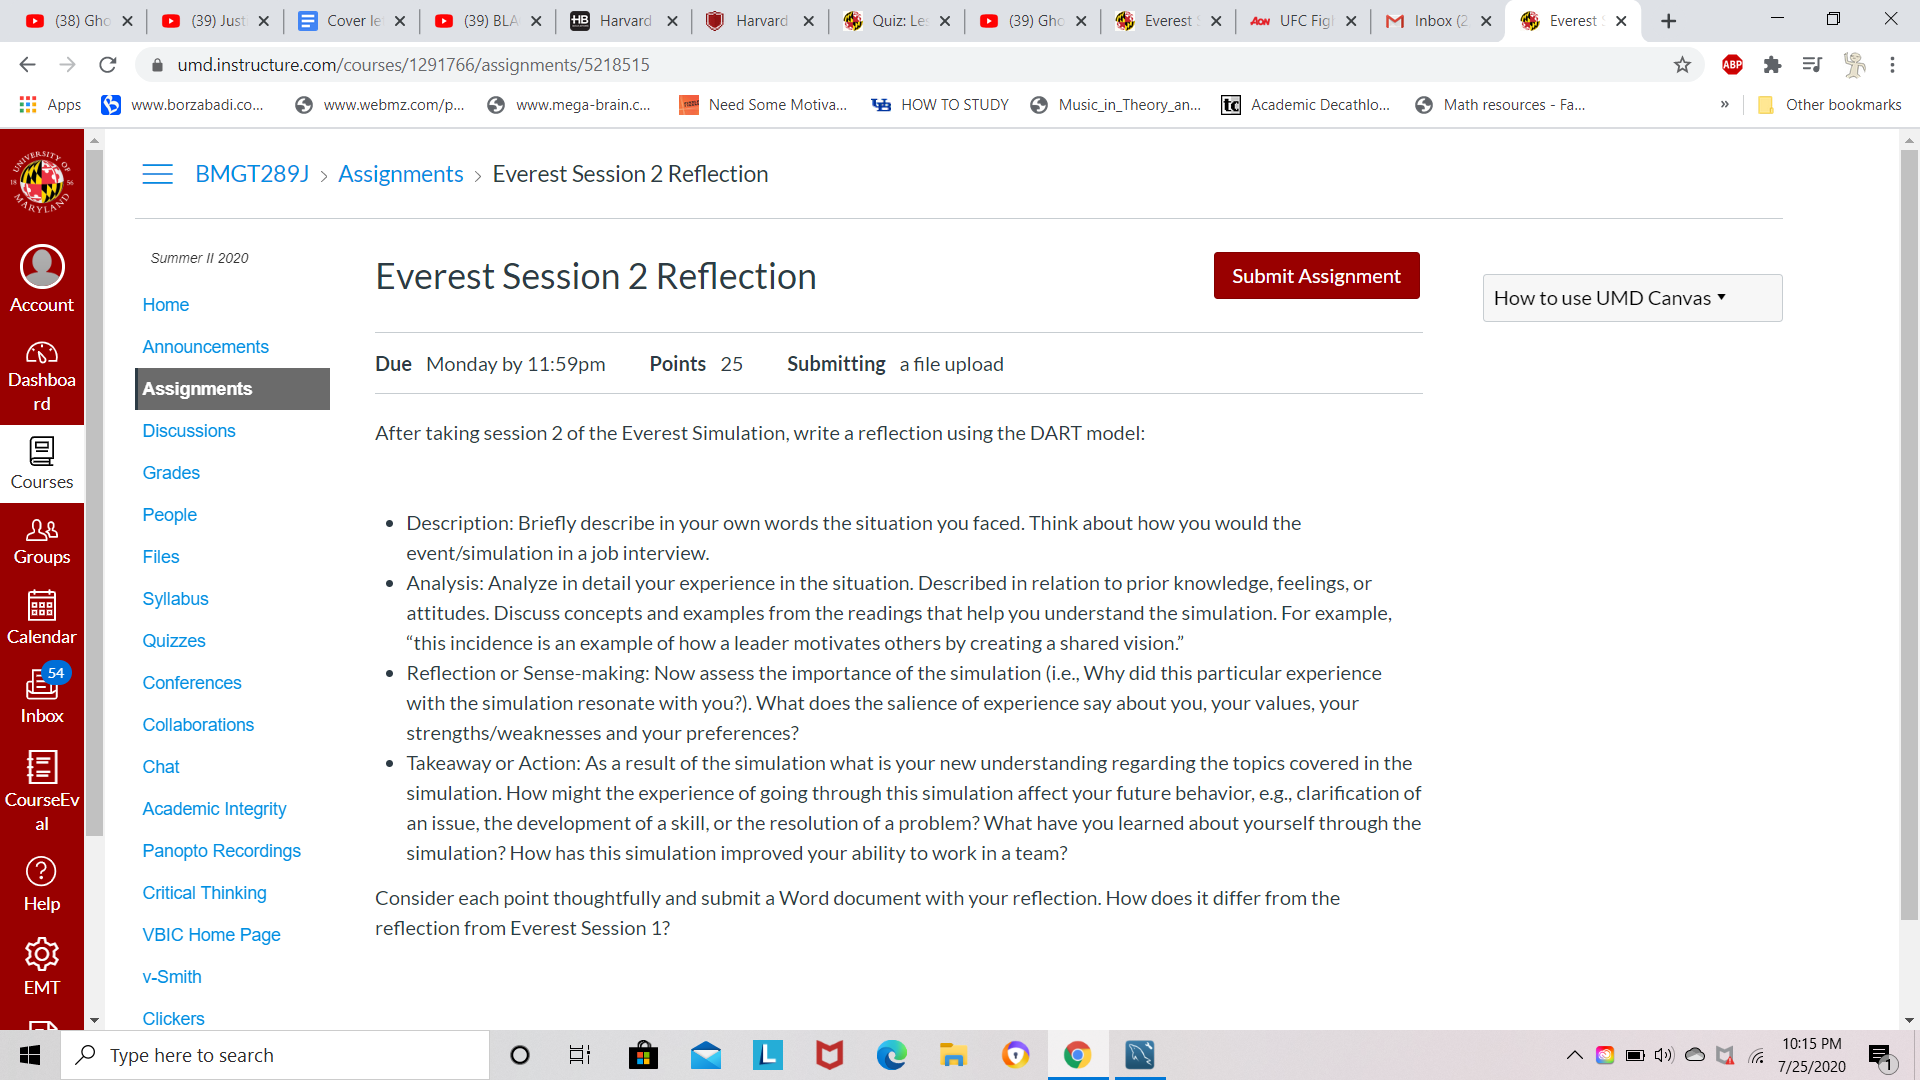 (38) Gho
(39) Just
Cover le
(39) BLA
Harvard
Harvard
Quiz: Le
(39) Gho
Everest
UFC Figh
Inbox (2
Everest
umd.instructure.com/courses/1291766/assignments/5218515
ABP
Apps
www.borzabadi.co...
www.webmz.com/p...
www.mega-brain.c...
Need Some Motiva...
HOW TO STUDY
Music_in_Theory_an...
Academic Decathlo...
Math resources - Fa...
»
Other bookmarks
BMGT289J › Assignments › Everest Session 2 Reflection
UNIVERSITY OF
18 56
MARYLAND
Account
Dashboa
rd
Courses
Groups
Calendar
54
Inbox
CourseEv
al
Help
EMT
Summer II 2020
Home
Announcements
Assignments
Discussions
Grades
People
Files
Syllabus
Quizzes
Conferences
Collaborations
Chat
Academic Integrity
Panopto Recordings
Critical Thinking
VBIC Home Page
v-Smith
Clickers
Everest Session 2 Reflection
Submit Assignment
How to use UMD Canvas
Due Monday by 11:59pm Points 25 Submitting a file upload
After taking session 2 of the Everest Simulation, write a reflection using the DART model:
• Description: Briefly describe in your own words the situation you faced. Think about how you would the
event/simulation in a job interview.
• Analysis: Analyze in detail your experience in the situation. Described in relation to prior knowledge, feelings, or
attitudes. Discuss concepts and examples from the readings that help you understand the simulation. For example,
“this incidence is an example of how a leader motivates others by creating a shared vision.”
• Reflection or Sense-making: Now assess the importance of the simulation (i.e., Why did this particular experience
with the simulation resonate with you?). What does the salience of experience say about you, your values, your
strengths/weaknesses and your preferences?
• Takeaway or Action: As a result of the simulation what is your new understanding regarding the topics covered in the
simulation. How might the experience of going through this simulation affect your future behavior, e.g., clarification of
an issue, the development of a skill, or the resolution of a problem? What have you learned about yourself through the
simulation? How has this simulation improved your ability to work in a team?
Consider each point thoughtfully and submit a Word document with your reflection. How does it differ from the
reflection from Everest Session 1?
Type here to search
10:15 PM
7/25/2020
1